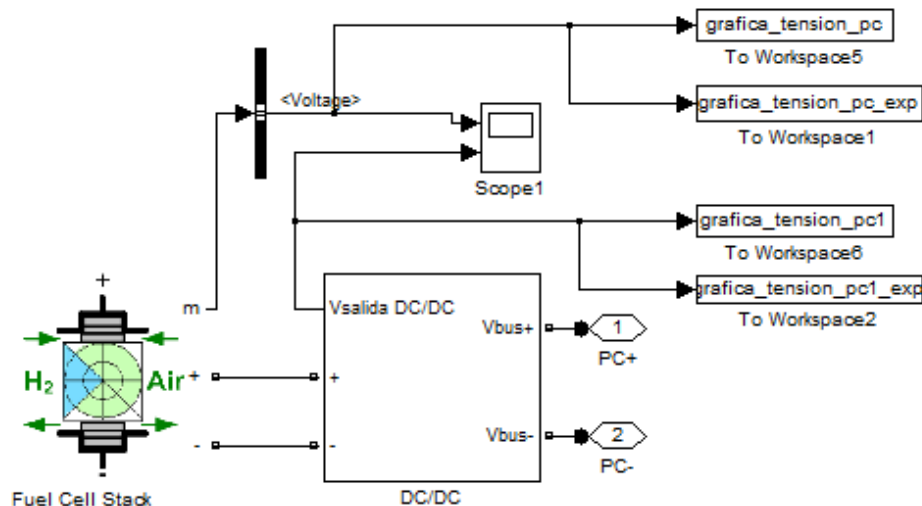 grafica_tension_pc
To Workspace5
<Voltage>
grafica_tension_pc_exp
To Workspace1
Scope1
grafica_tension_pc1
To Workspace6
grafica_tension_pc1_exp
To Workspace2
+
m
Vsalida DC/DC
Vbus+
1
PC+
H2
Air
+
+
-
-
Vbus-
2
PC-
-
Fuel Cell Stack
DC/DC